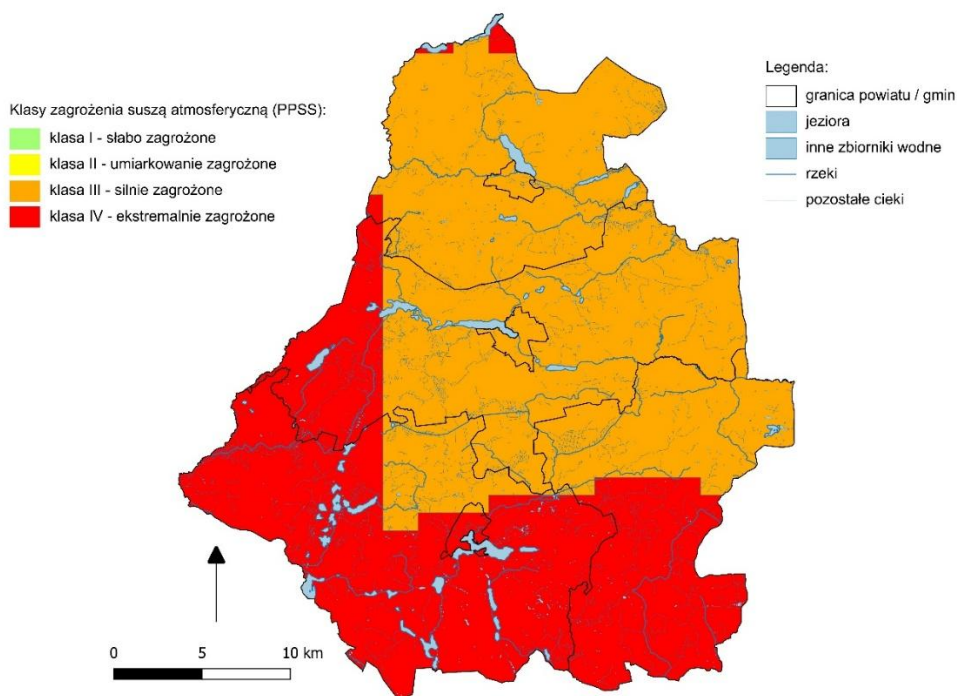 Klasy zagrożenia suszą atmosferyczną (PPSS):
klasa I - słabo zagrożone
klasa II - umiarkowanie zagrożone
klasa III - silnie zagrożone
klasa IV - ekstremalnie zagrożone
Legenda:
granica powiatu / gmin
jeziora
inne zbiorniki wodne
rzeki
pozostałe cieki
0 5 10 km